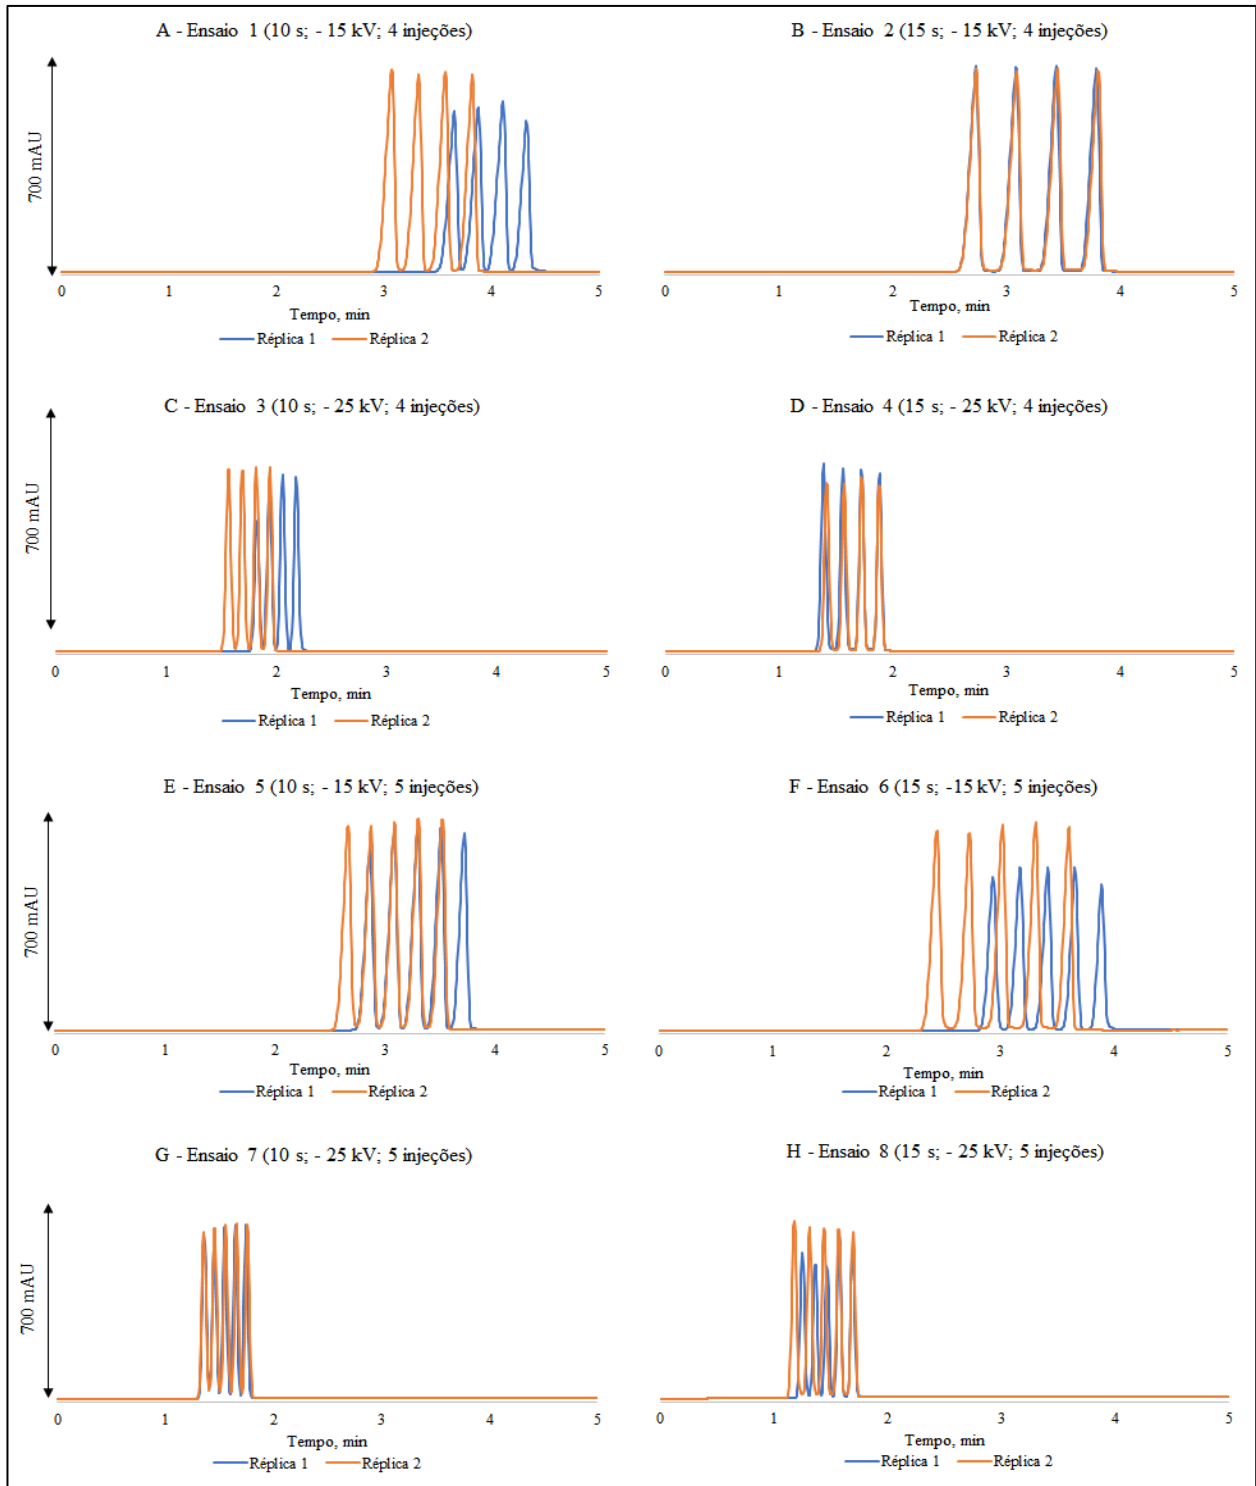 A - Ensaio 1 (10 s; - 15 kV; 4 injeções)
700 mAU
0 1 2 3 4 5
Tempo, min
Réplica 1 Réplica 2
B - Ensaio 2 (15 s; - 15 kV; 4 injeções)
0 1 2 3 4 5
Tempo, min
Réplica 1 Réplica 2
C - Ensaio 3 (10 s; - 25 kV; 4 injeções)
700 mAU
0 1 2 3 4 5
Tempo, min
Réplica 1 Réplica 2
D - Ensaio 4 (15 s; - 25 kV; 4 injeções)
0 1 2 3 4 5
Tempo, min
Réplica 1 Réplica 2
E - Ensaio 5 (10 s; - 15 kV; 5 injeções)
700 mAU
0 1 2 3 4 5
Tempo, min
Réplica 1 Réplica 2
F - Ensaio 6 (15 s; -15 kV; 5 injeções)
0 1 2 3 4 5
Tempo, min
Réplica 1 Réplica 2
G - Ensaio 7 (10 s; - 25 kV; 5 injeções)
700 mAU
0 1 2 3 4 5
Tempo, min
Réplica 1 Réplica 2
H - Ensaio 8 (15 s; - 25 kV; 5 injeções)
0 1 2 3 4 5
Tempo, min
Réplica 1 Réplica 2